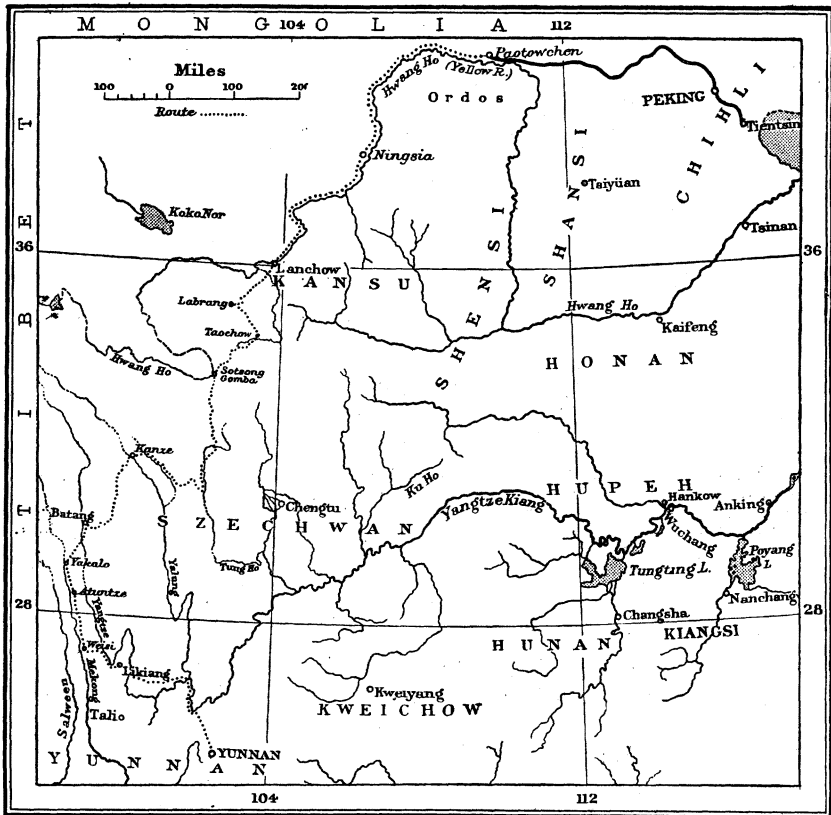 MONGOLIA
104
112
Miles
100 0 100 200
Route
Hwang Ho (Yellow R.)
Paotowchen
Ordos
PEKING
CHIHLI
Tientsin
TIBET
Ningsia
SHANSI
Taiyüan
Koko Nor
Tsinan
36
36
Lanchow
KANSU
SHENSI
Labrang
Taochow
Hwang Ho
Kaifeng
Hwang Ho
Sotsong Gomba
HONAN
Kanze
Ku Ho
HUPEH
Hankow
Anking
Batang
SZECHWAN
Chengtu
Yangtze Kiang
Wuchang
Yakalo
Yalung
Tung Ho
Tungting L.
Poyang L
Atuntze
Yangtze
Nanchang
28
28
Changsha
Weisi
HUNAN
KIANGSI
Likiang
Mekong
Salween
Talio
Kweiyang
KWEICHOW
YUNNAN
YUNNAN
104
112